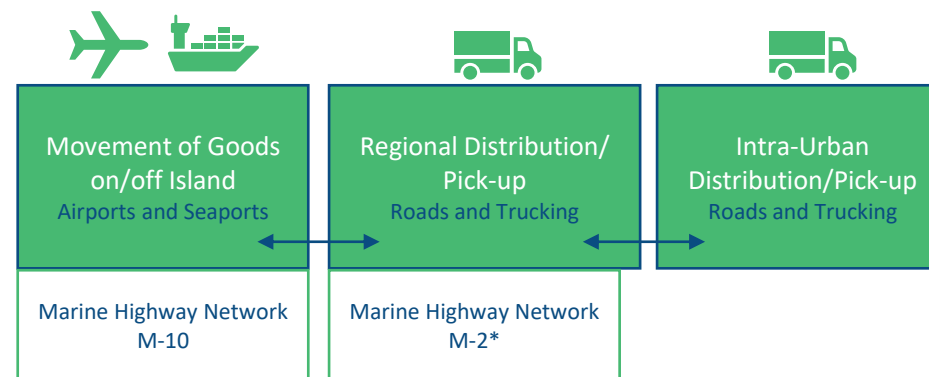 Movement of Goods
on/off Island
Airports and Seaports
Regional Distribution/
Pick-up
Roads and Trucking
Intra-Urban
Distribution/Pick-up
Roads and Trucking
Marine Highway Network
M-10
Marine Highway Network
M-2*